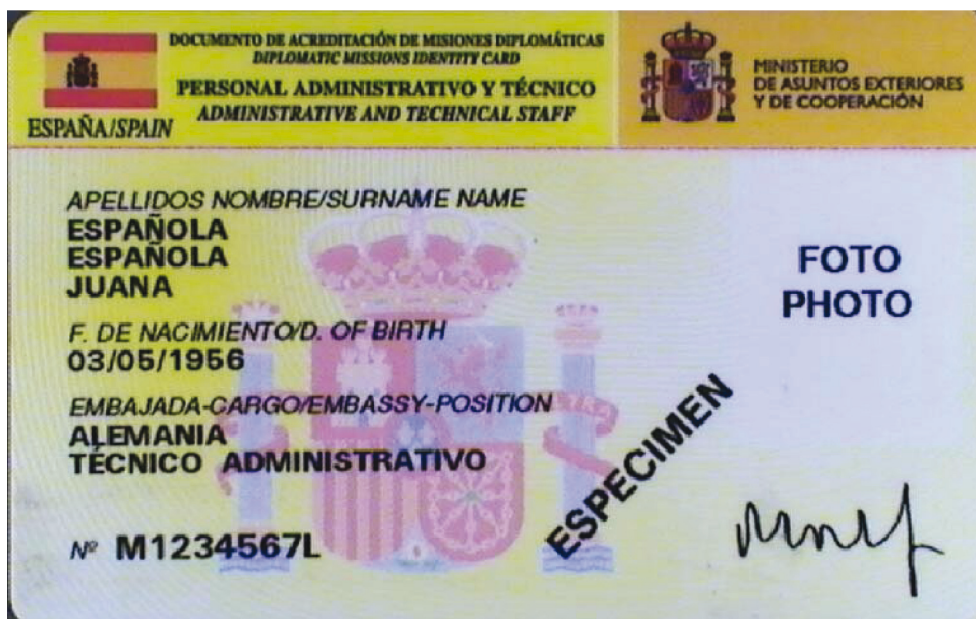 ESPAÑA/SPAIN
DOCUMENTO DE ACREDITACIÓN DE MISIONES DIPLOMÁTICAS
DIPLOMATIC MISSIONS IDENTITY CARD
PERSONAL ADMINISTRATIVO Y TÉCNICO
ADMINISTRATIVE AND TECHNICAL STAFF
MINISTERIO
DE ASUNTOS EXTERIORES
Y DE COOPERACIÓN
APELLIDOS NOMBRE/SURNAME NAME
ESPAÑOLA
ESPAÑOLA
JUANA
FOTO
PHOTO
F. DE NACIMIENTO/D. OF BIRTH
03/05/1956
EMBAJADA-CARGO/EMBASSY-POSITION
ALEMANIA
TÉCNICO ADMINISTRATIVO
ESPECIMEN
Nº M1234567L